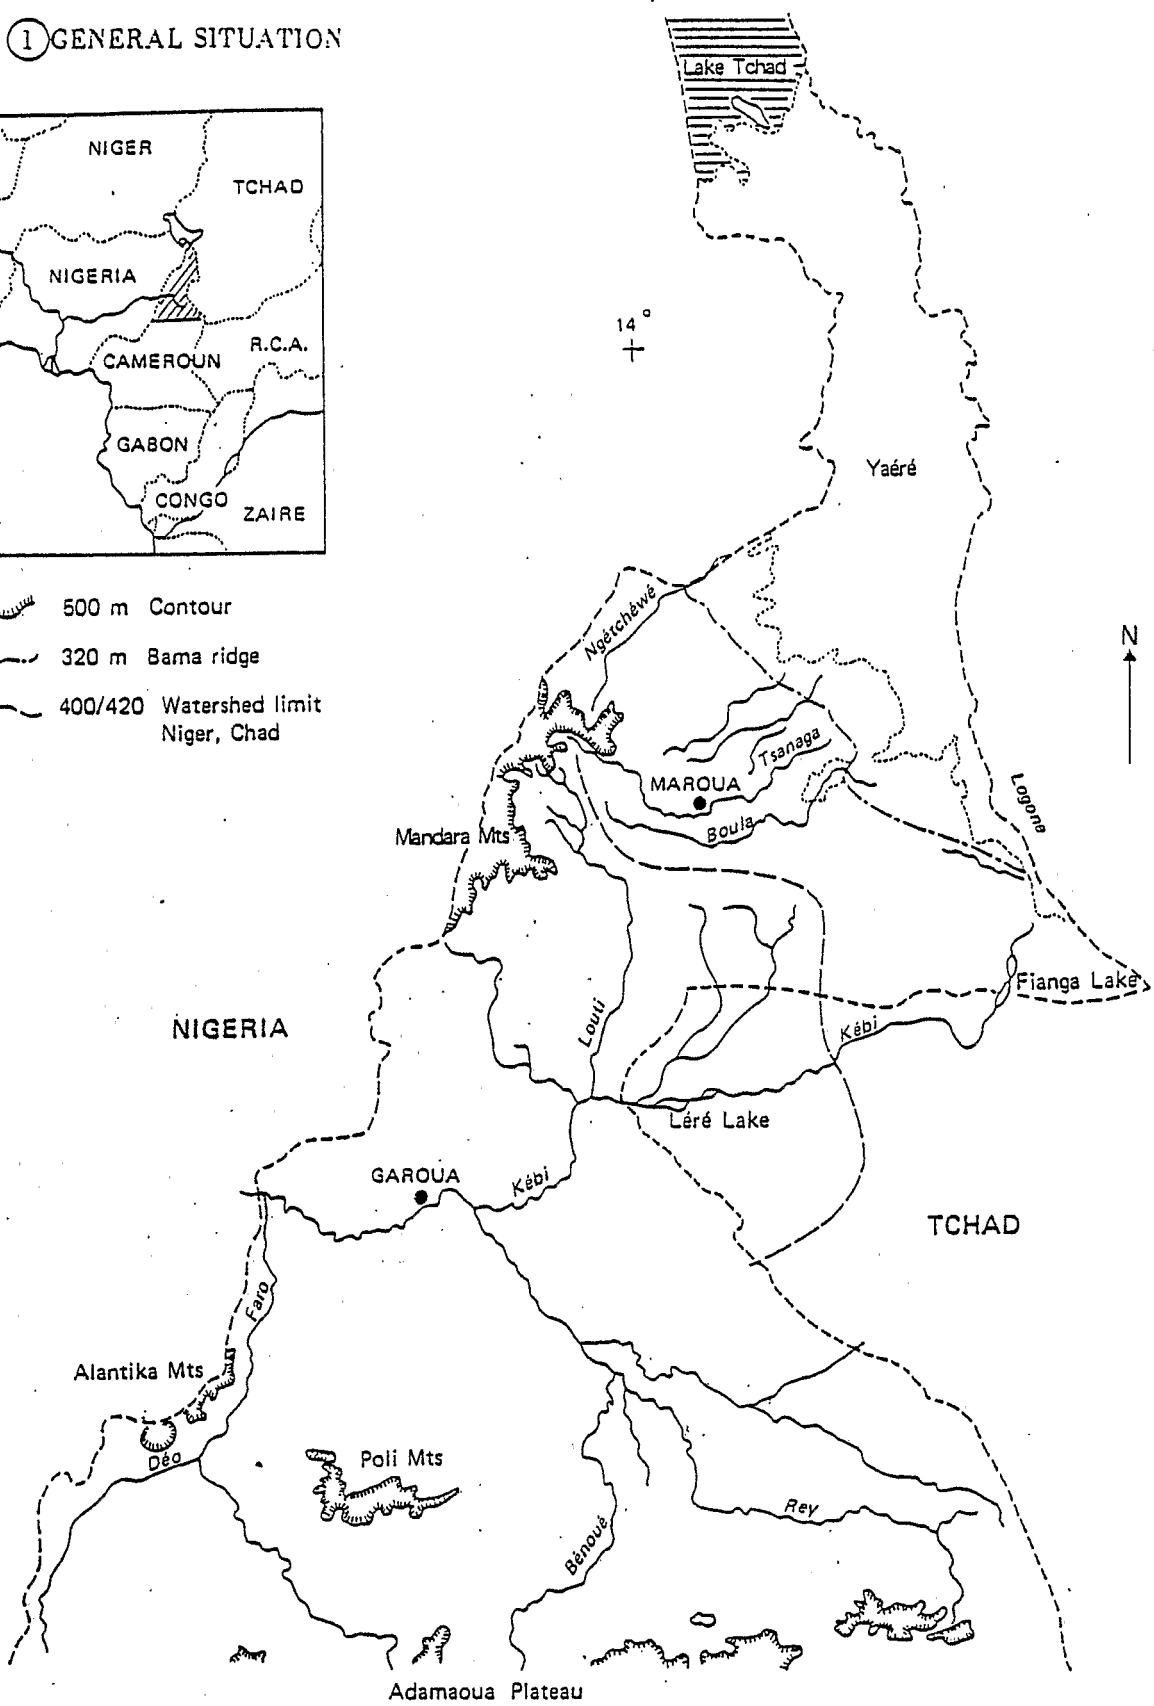 1 GENERAL SITUATION
NIGER
TCHAD
NIGERIA
CAMEROUN
R.C.A.
GABON
CONGO
ZAIRE
500 m Contour
320 m Bama ridge
400/420 Watershed limit
Niger, Chad
Lake Tchad
14°
Yaéré
N
Ngétchéwé
Tsanaga
MAROUA
Boula
Logone
Mandara Mts
Fianga Lake
NIGERIA
Louti
Kébi
Léré Lake
GAROUA
Kébi
TCHAD
Faro
Alantika Mts
Déo
Poli Mts
Rey
Bénoué
Adamaoua Plateau